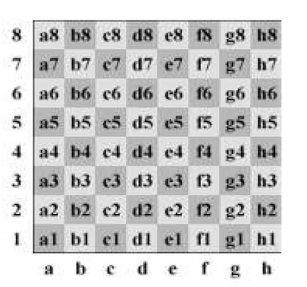 8 a8 b8 c8 d8 e8 f8 g8 h8
7 a7 b7 c7 d7 e7 f7 g7 h7
6 a6 b6 c6 d6 e6 f6 g6 h6
5 a5 b5 c5 d5 e5 f5 g5 h5
4 a4 b4 c4 d4 e4 f4 g4 h4
3 a3 b3 c3 d3 e3 f3 g3 h3
2 a2 b2 c2 d2 e2 f2 g2 h2
1 a1 b1 c1 d1 e1 f1 g1 h1
a b c d e f g h